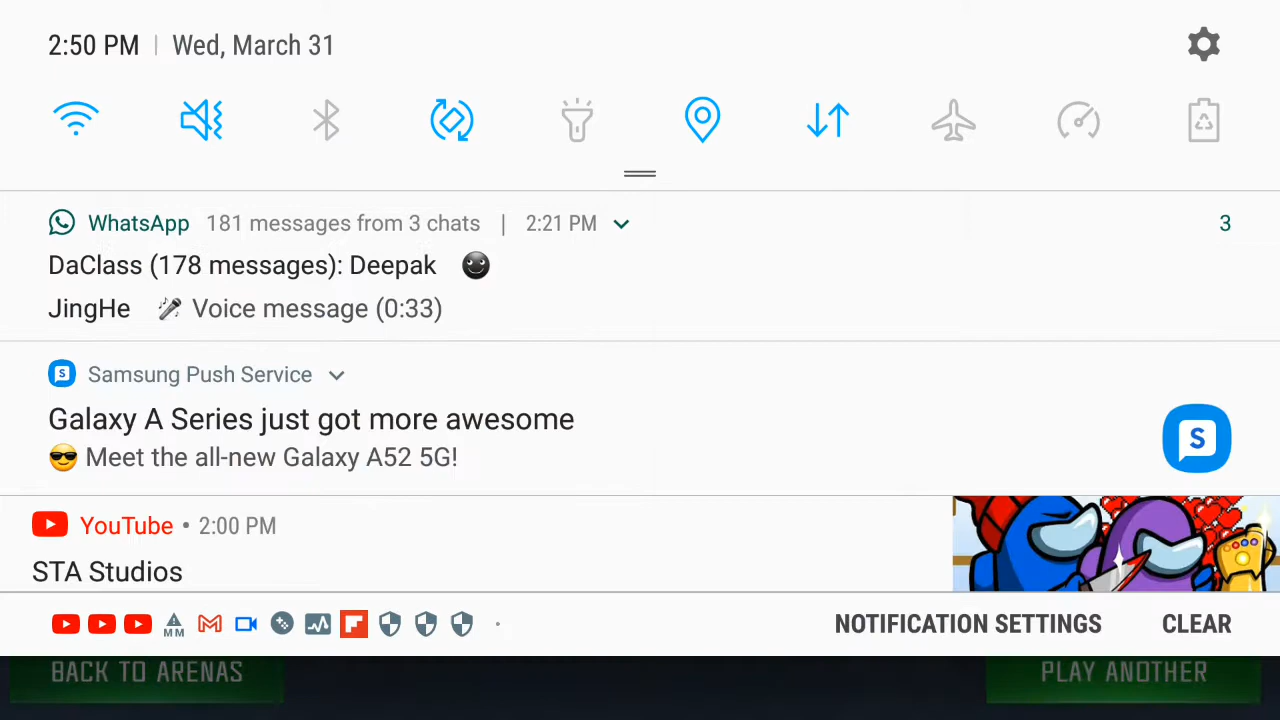 2:50 PM | Wed, March 31
WhatsApp 181 messages from 3 chats | 2:21 PM 3
DaClass (178 messages): Deepak 🌚
JingHe 🎤 Voice message (0:33)
Samsung Push Service
Galaxy A Series just got more awesome
😎 Meet the all-new Galaxy A52 5G!
S
YouTube • 2:00 PM
STA Studios
MM
NOTIFICATION SETTINGS CLEAR
BACK TO ARENAS PLAY ANOTHER